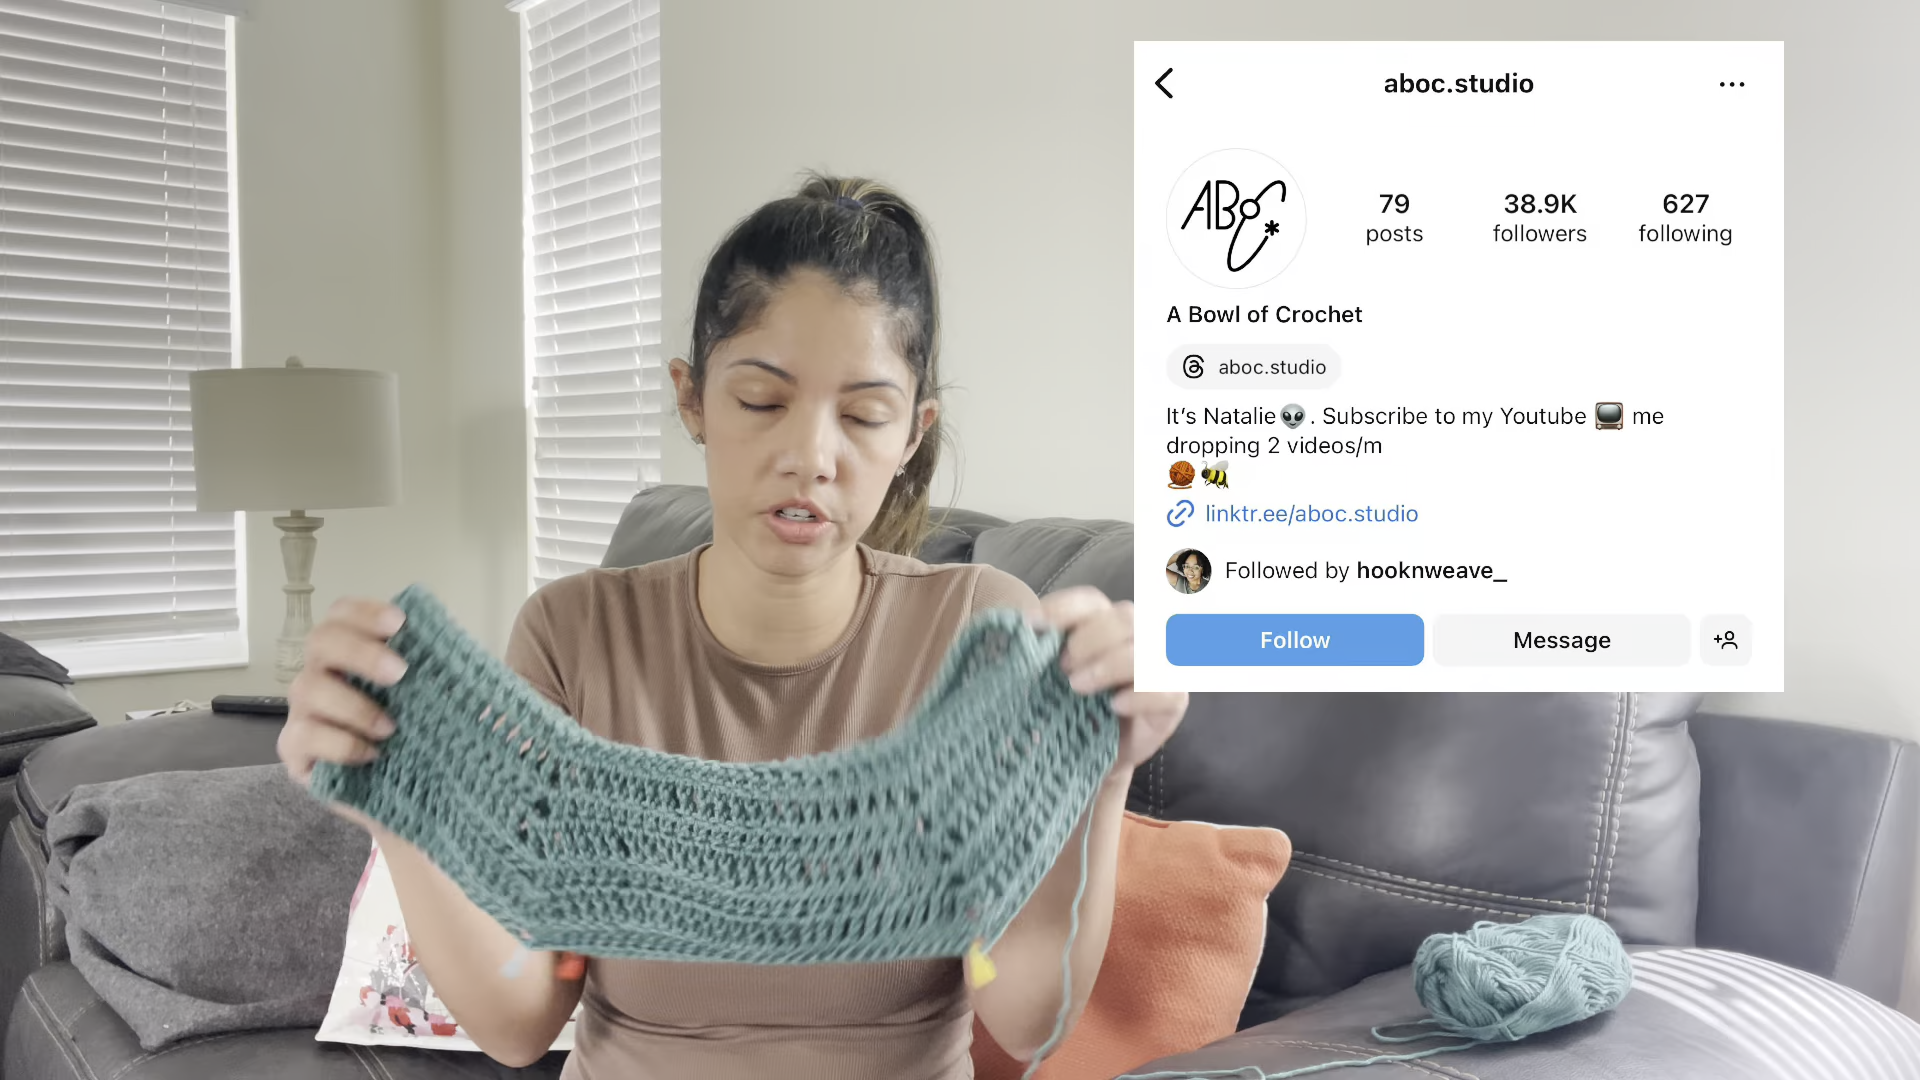 aboc.studio
ABC*
79
posts
38.9K
followers
627
following
A Bowl of Crochet
aboc.studio
It’s Natalie👽. Subscribe to my Youtube 📺 me
dropping 2 videos/m
🧶🐝
linktr.ee/aboc.studio
Followed by hooknweave_
Follow
Message